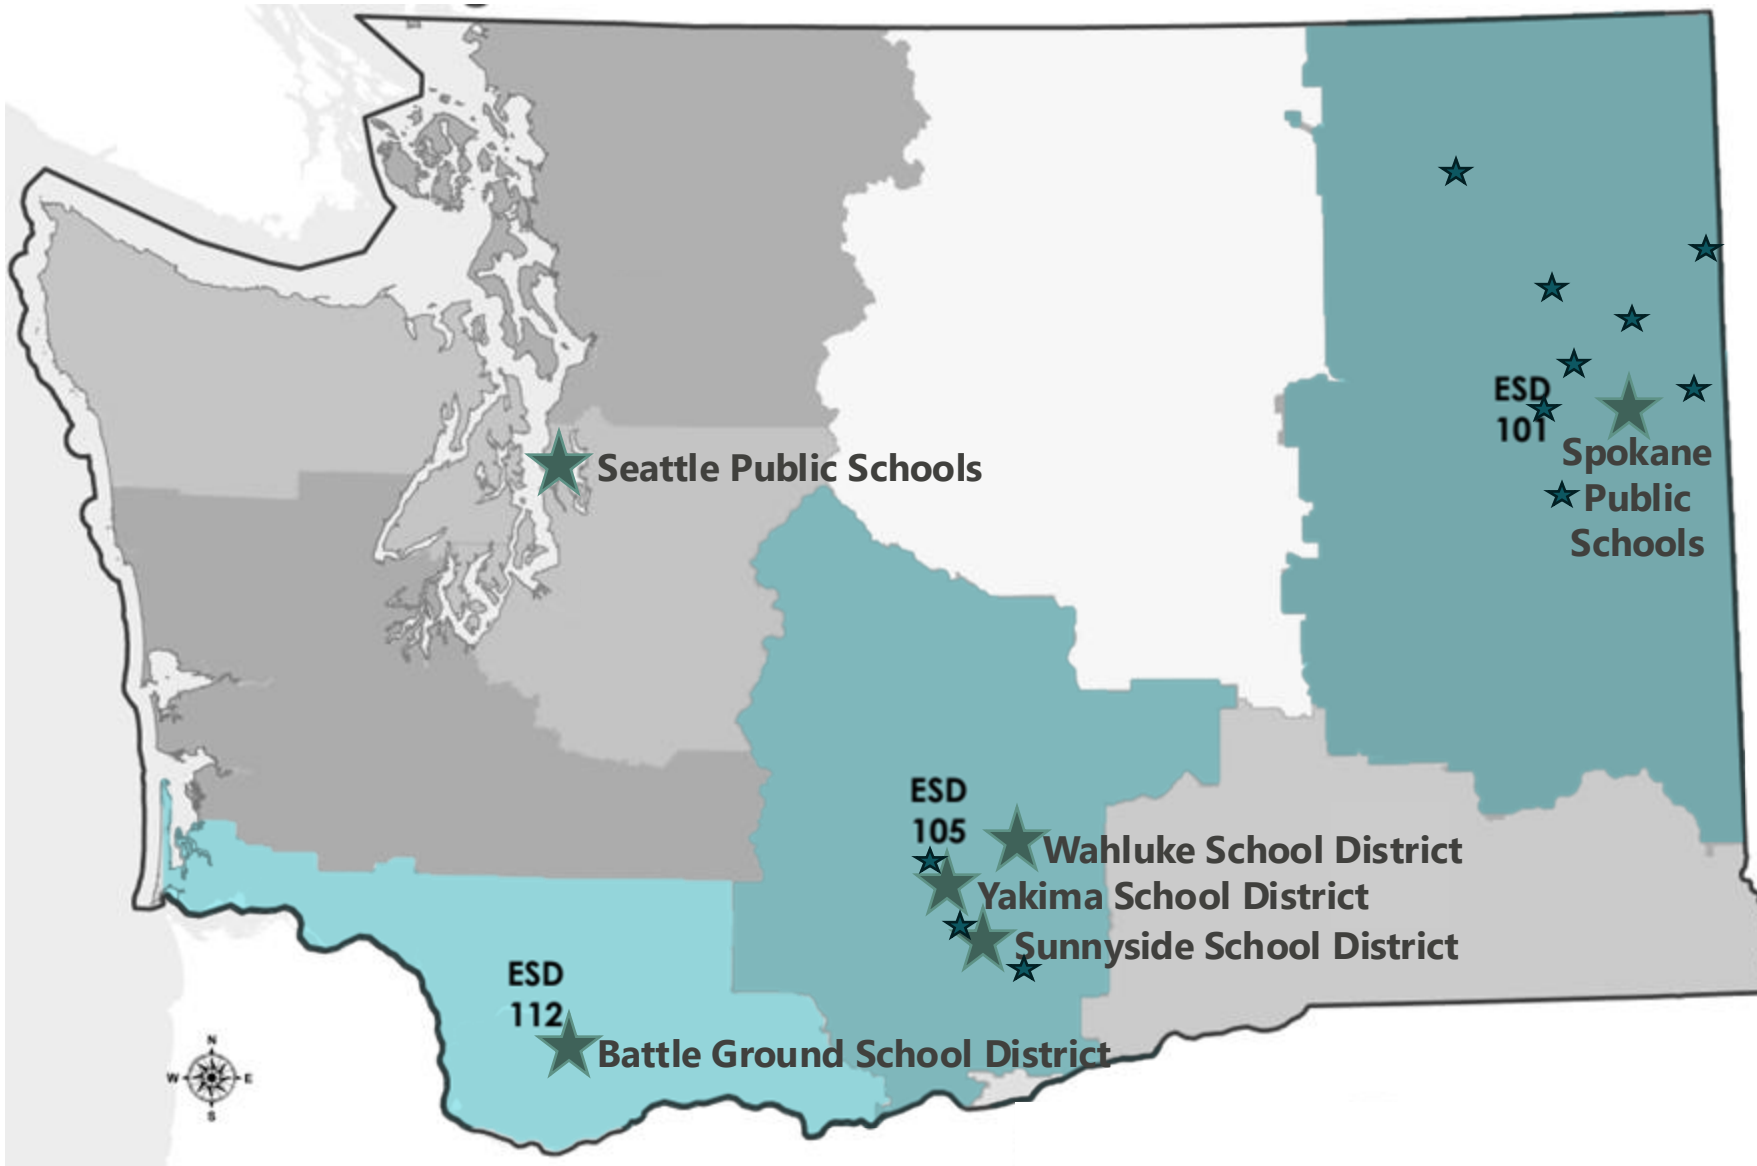 Seattle Public Schools
ESD
101
Spokane
Public
Schools
ESD
105
Wahluke School District
Yakima School District
Sunnyside School District
ESD
112
Battle Ground School District
N
W
E
S